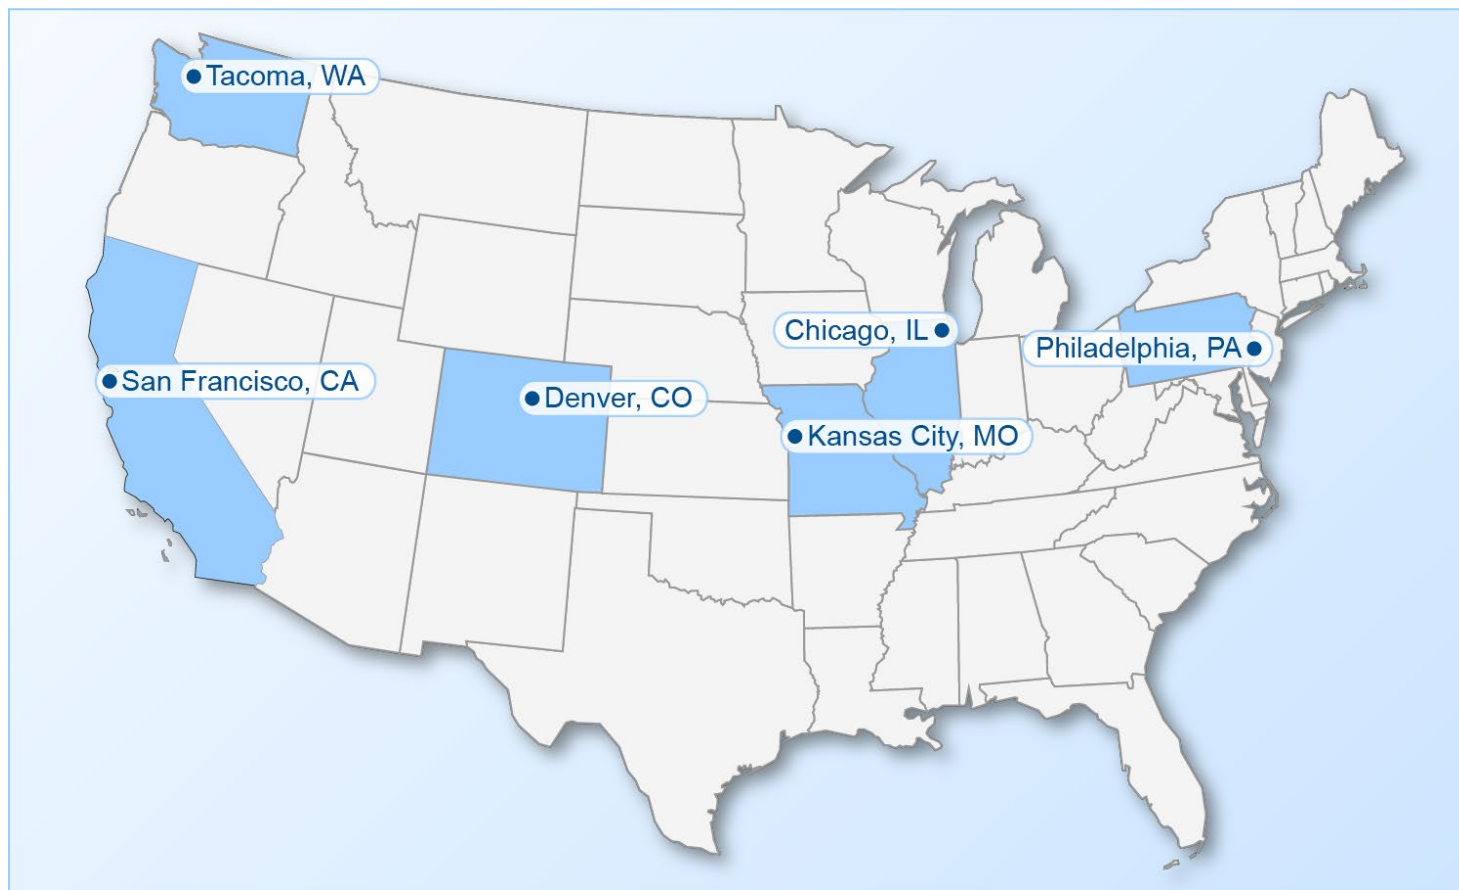 Tacoma, WA
Chicago, IL
Philadelphia, PA
San Francisco, CA
Denver, CO
Kansas City, MO